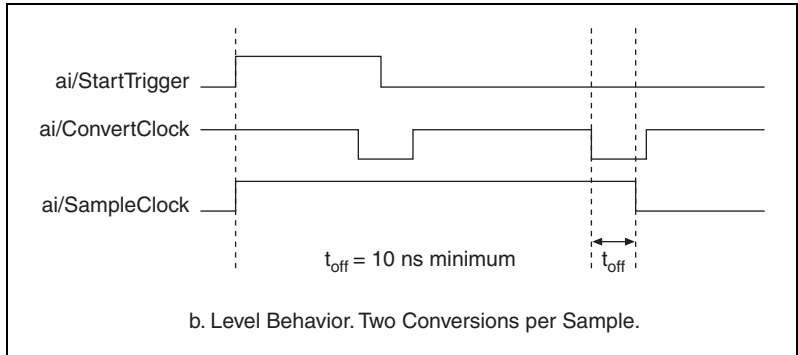 ai/StartTrigger
ai/ConvertClock
ai/SampleClock
t_off = 10 ns minimum
t_off
b. Level Behavior. Two Conversions per Sample.